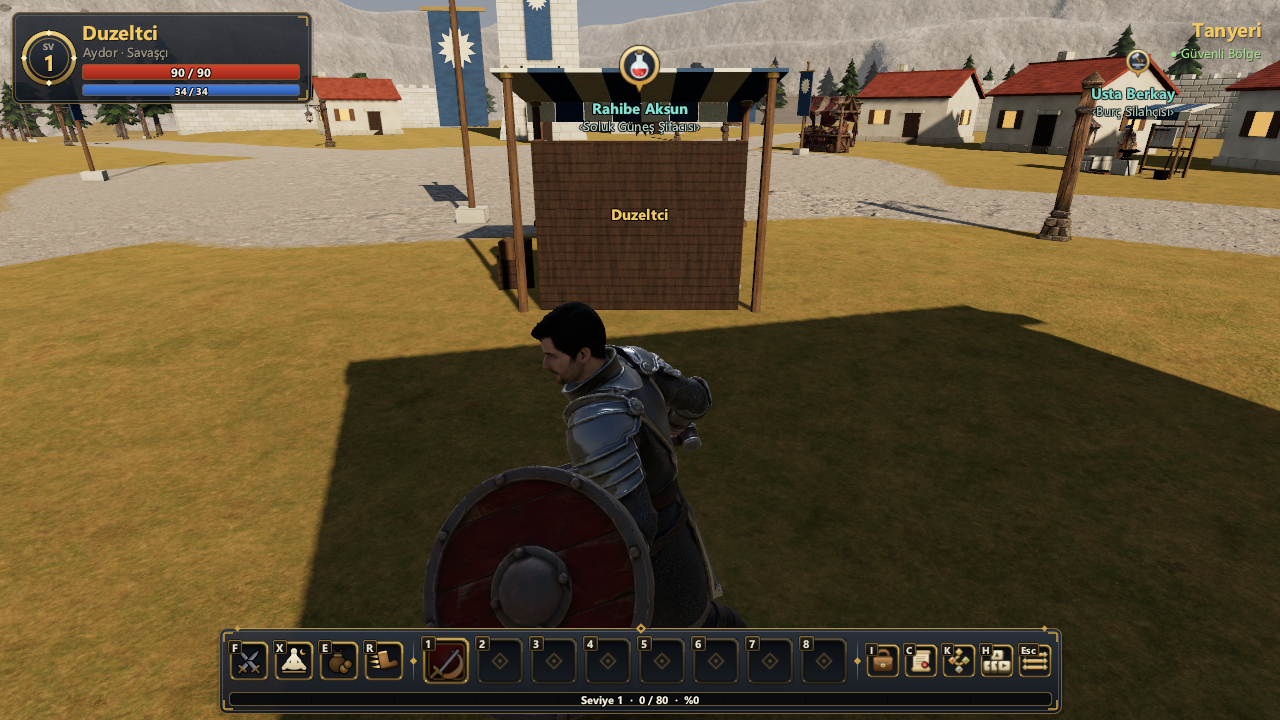 Duzeltci
SV
1
Aydor · Savaşçı
90 / 90
34 / 34
Tanyeri
Güvenli Bölge
Rahibe Aksun
‹Soluk Güneş Şifacısı›
Usta Berkay
‹Burç Silahçısı›
Duzeltci
F
X
E
R
1
2
3
4
5
6
7
8
I
C
K
H
Esc
Seviye 1 · 0 / 80 · %0